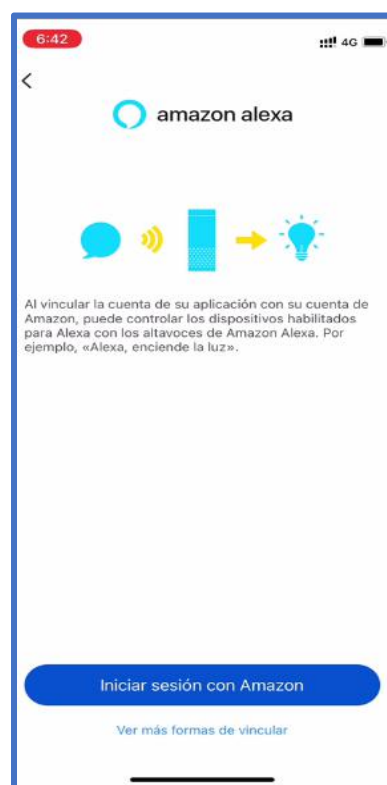 6:42
4G
amazon alexa
Al vincular la cuenta de su aplicación con su cuenta de
Amazon, puede controlar los dispositivos habilitados
para Alexa con los altavoces de Amazon Alexa. Por
ejemplo, «Alexa, enciende la luz».
Iniciar sesión con Amazon
Ver más formas de vincular